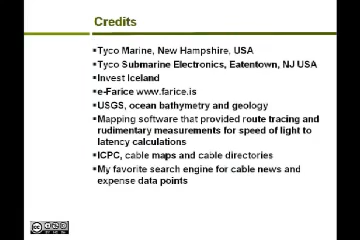 Credits
▪Tyco Marine, New Hampshire, USA
▪Tyco Submarine Electronics, Eatentown, NJ USA
▪Invest Iceland
▪e-Farice www.farice.is
▪USGS, ocean bathymetry and geology
▪Mapping software that provided route tracing and
rudimentary measurements for speed of light to
latency calculations
▪ICPC, cable maps and cable directories
▪My favorite search engine for cable news and
expense data points